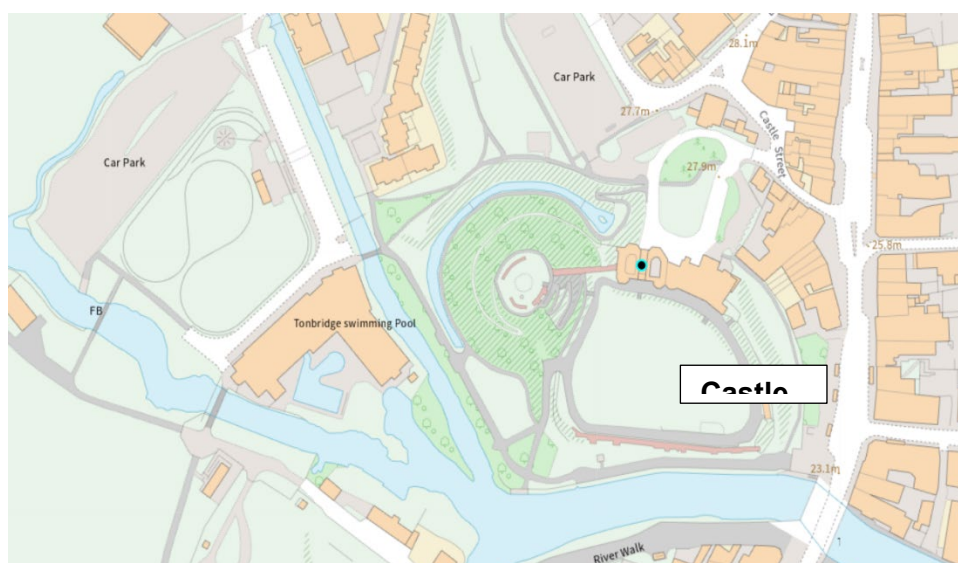 28.1m
Car Park
27.7m
Castle Street
Car Park
27.9m
25.8m
FB
Tonbridge swimming Pool
Castle
23.1m
River Walk